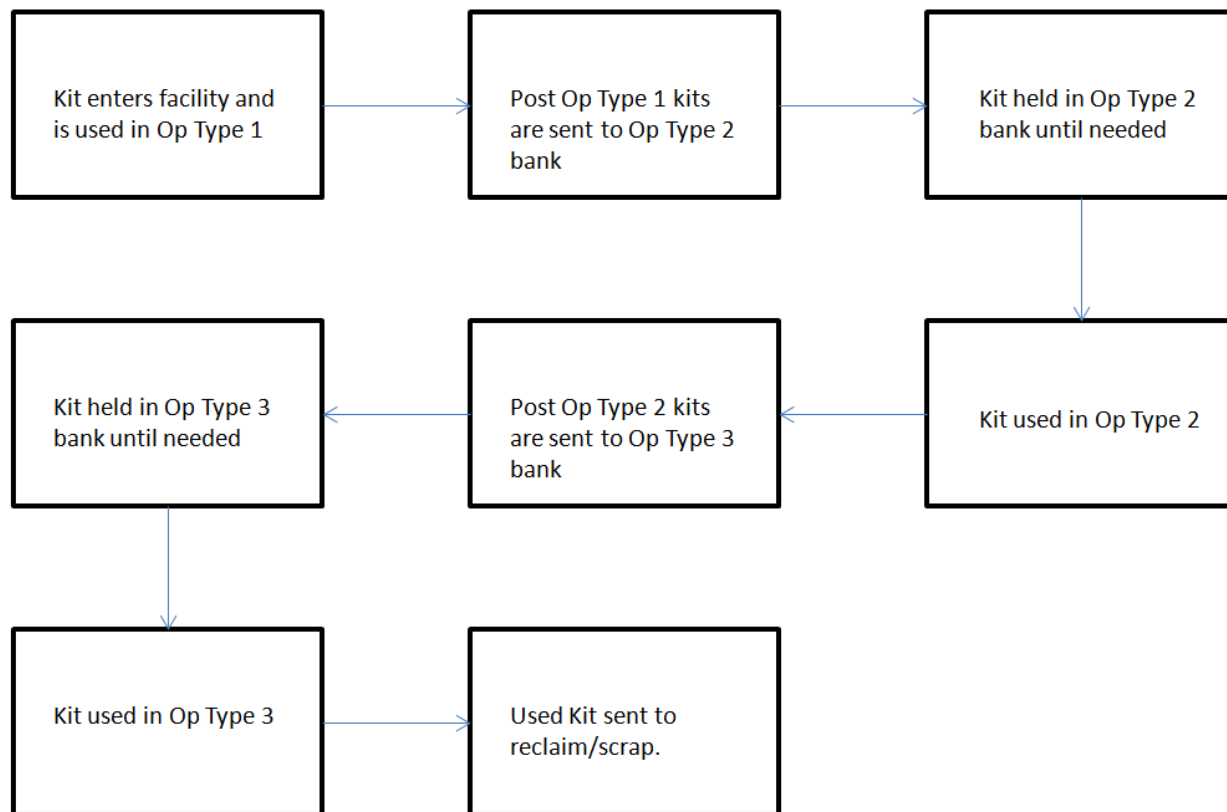 Kit enters facility and
is used in Op Type 1
Post Op Type 1 kits
are sent to Op Type 2
bank
Kit held in Op Type 2
bank until needed
Kit used in Op Type 2
Post Op Type 2 kits
are sent to Op Type 3
bank
Kit held in Op Type 3
bank until needed
Kit used in Op Type 3
Used Kit sent to
reclaim/scrap.